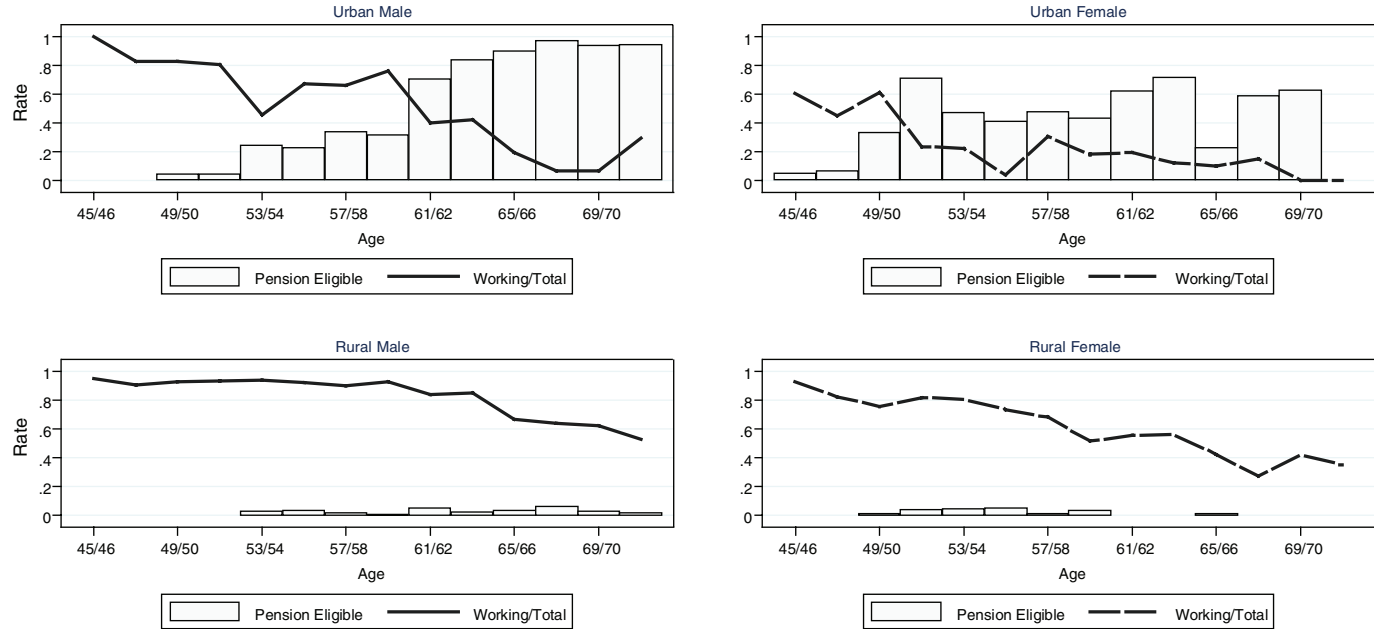 Urban Male
Rate
1
.8
.6
.4
.2
0
45/46 49/50 53/54 57/58 61/62 65/66 69/70
Age
Pension Eligible Working/Total
Urban Female
1
.8
.6
.4
.2
0
45/46 49/50 53/54 57/58 61/62 65/66 69/70
Age
Pension Eligible Working/Total
Rural Male
Rate
1
.8
.6
.4
.2
0
45/46 49/50 53/54 57/58 61/62 65/66 69/70
Age
Pension Eligible Working/Total
Rural Female
1
.8
.6
.4
.2
0
45/46 49/50 53/54 57/58 61/62 65/66 69/70
Age
Pension Eligible Working/Total